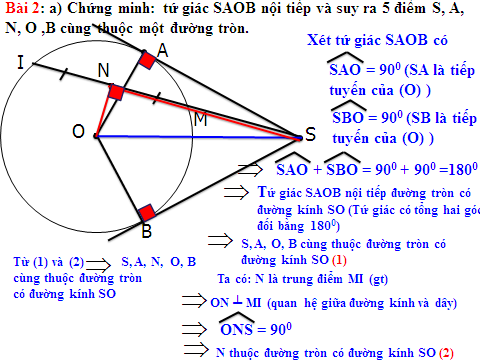 Bài 2: a) Chứng minh: tứ giác SAOB nội tiếp và suy ra 5 điểm S, A,
N, O ,B cùng thuộc một đường tròn.
A
I
N
M
O
S
B
Xét tứ giác SAOB có
SAO = 90⁰ (SA là tiếp
tuyến của (O) )
SBO = 90⁰ (SB là tiếp
tuyến của (O) )
⟹ SAO + SBO = 90⁰ + 90⁰ =180⁰
⟹ Tứ giác SAOB nội tiếp đường tròn có
đường kính SO (Tứ giác có tổng hai góc
đối bằng 180⁰)
⟹ S, A, O, B cùng thuộc đường tròn có
đường kính SO (1)
Ta có: N là trung điểm MI (gt)
⟹ ON ⊥ MI (quan hệ giữa đường kính và dây)
⟹ ONS = 90⁰
⟹ N thuộc đường tròn có đường kính SO (2)
Từ (1) và (2) ⟹ S, A, N, O, B
cùng thuộc đường tròn
có đường kính SO